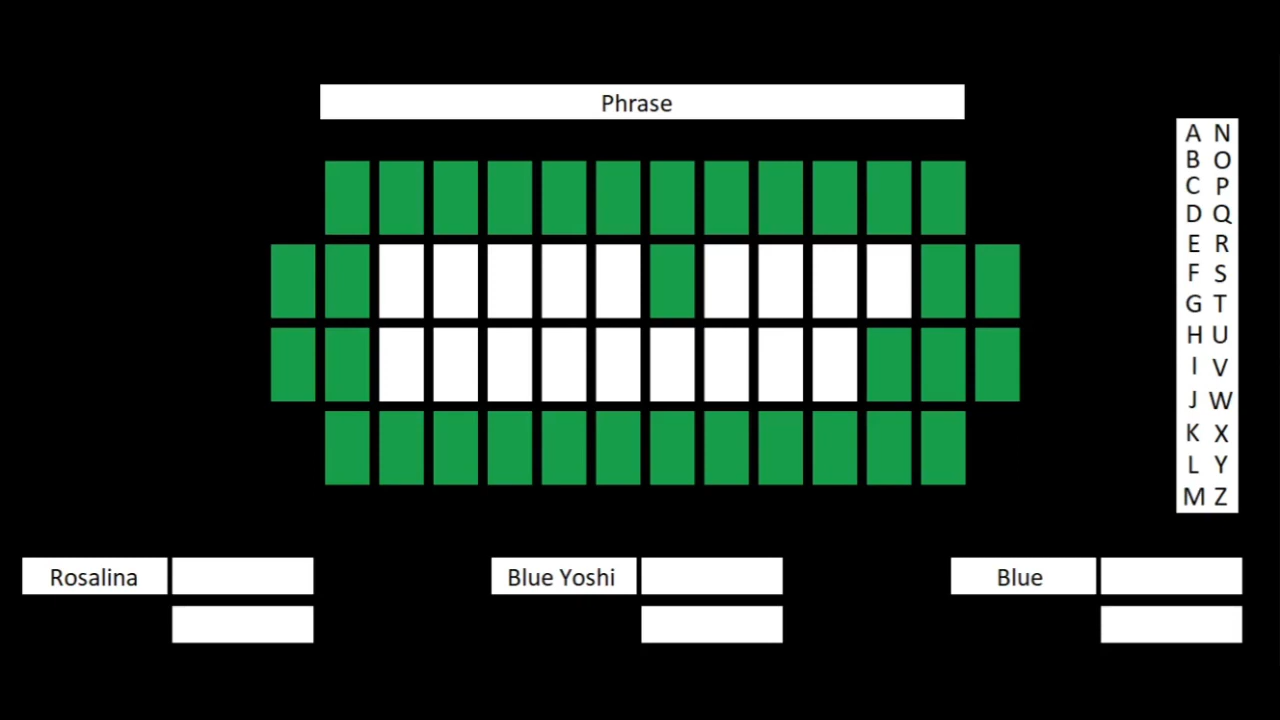 Phrase
A N
B O
C P
D Q
E R
F S
G T
H U
I V
J W
K X
L Y
M Z
Rosalina
Blue Yoshi
Blue